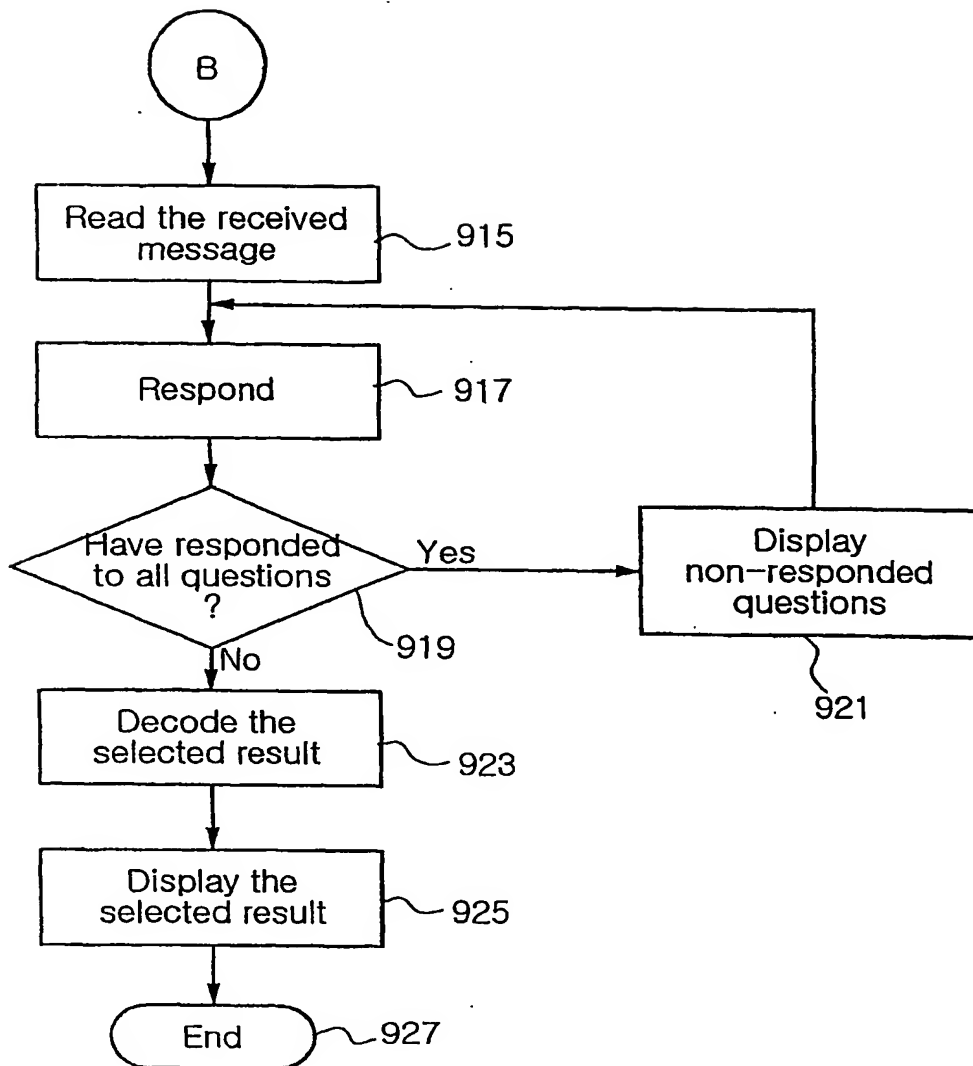 B
Read the received
message
915
Respond
917
Have responded
to all questions
?
919
Yes
Display
non-responded
questions
921
No
Decode the
selected result
923
Display the
selected result
925
End
927